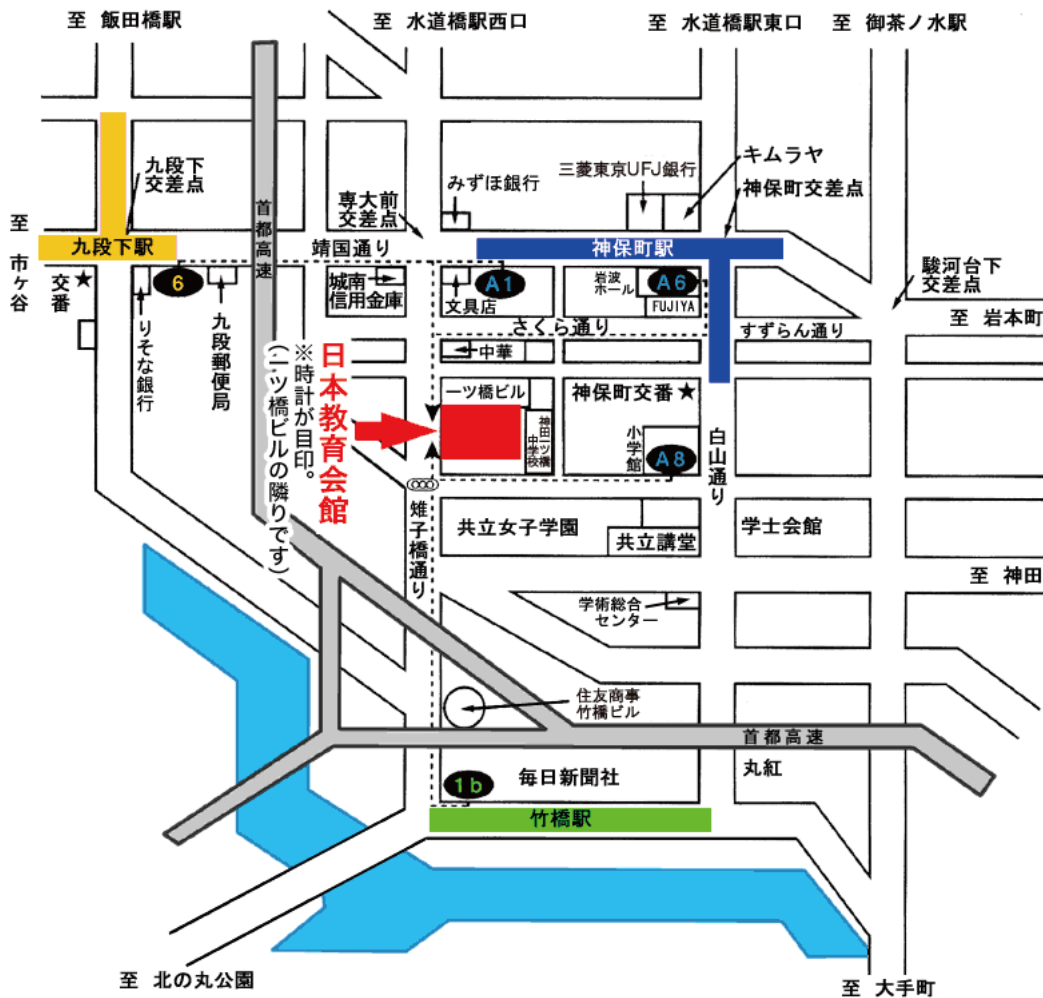 至 飯田橋駅
至 水道橋駅西口
至 水道橋駅東口
至 御茶ノ水駅
九段下
交差点
専大前
交差点
みずほ銀行
三菱東京UFJ銀行
キムラヤ
神保町交差点
至 市ヶ谷
九段下駅
首都高速
靖国通り
神保町駅
交番
6
城南
信用金庫
文具店
A1
岩波
ホール
A6
FUJIYA
駿河台下
交差点
りそな銀行
九段郵便局
さくら通り
すずらん通り
至 岩本町
中華
日本教育会館
※時計が目印。
(一ツ橋ビルの隣りです)
一ツ橋ビル
神田一ツ橋
中学校
神保町交番
小学館
A8
白山通り
雉子橋通り
共立女子学園
共立講堂
学士会館
至 神田
学術総合
センター
住友商事
竹橋ビル
首都高速
1b
毎日新聞社
丸紅
竹橋駅
至 北の丸公園
至 大手町